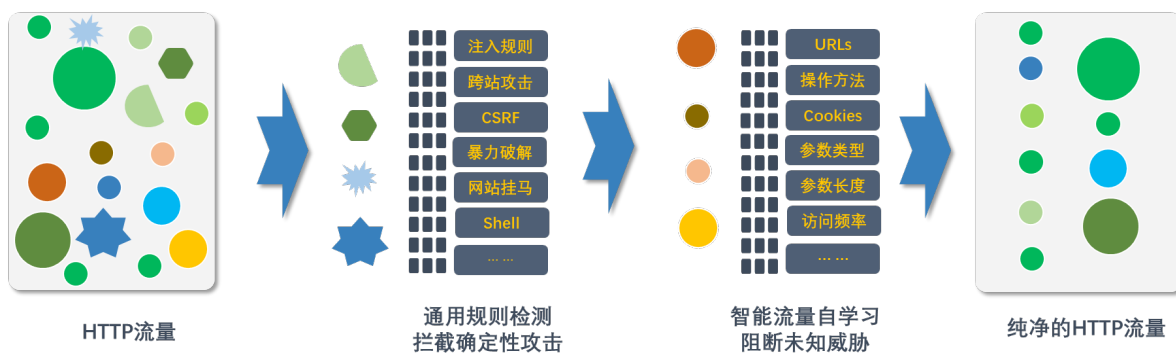 注入规则
跨站攻击
CSRF
暴力破解
网站挂马
Shell
... ...
URLs
操作方法
Cookies
参数类型
参数长度
访问频率
... ...
HTTP流量
通用规则检测
拦截确定性攻击
智能流量自学习
阻断未知威胁
纯净的HTTP流量